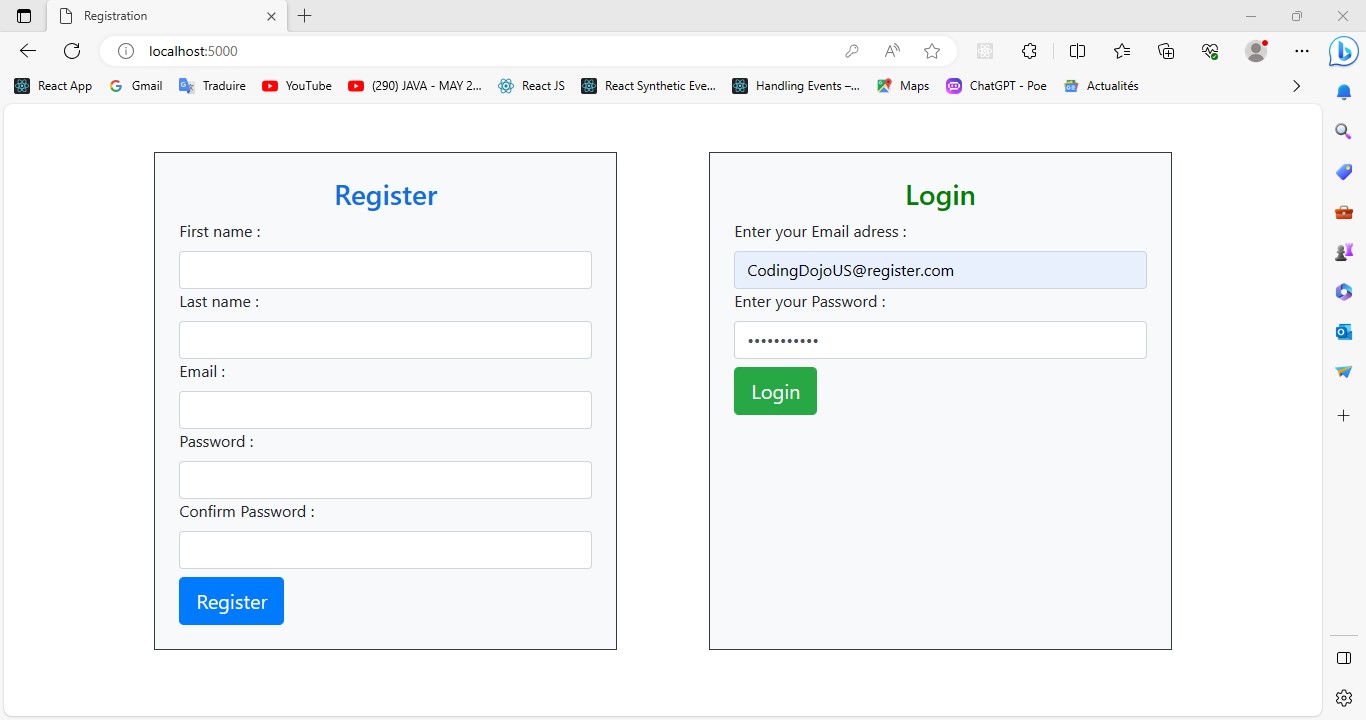 Registration
localhost:5000
React App Gmail Traduire YouTube (290) JAVA - MAY 2... React JS React Synthetic Eve... Handling Events –... Maps ChatGPT - Poe Actualités
Register
First name :
Last name :
Email :
Password :
Confirm Password :
Register
Login
Enter your Email adress :
CodingDojoUS@register.com
Enter your Password :
•••••••••••
Login